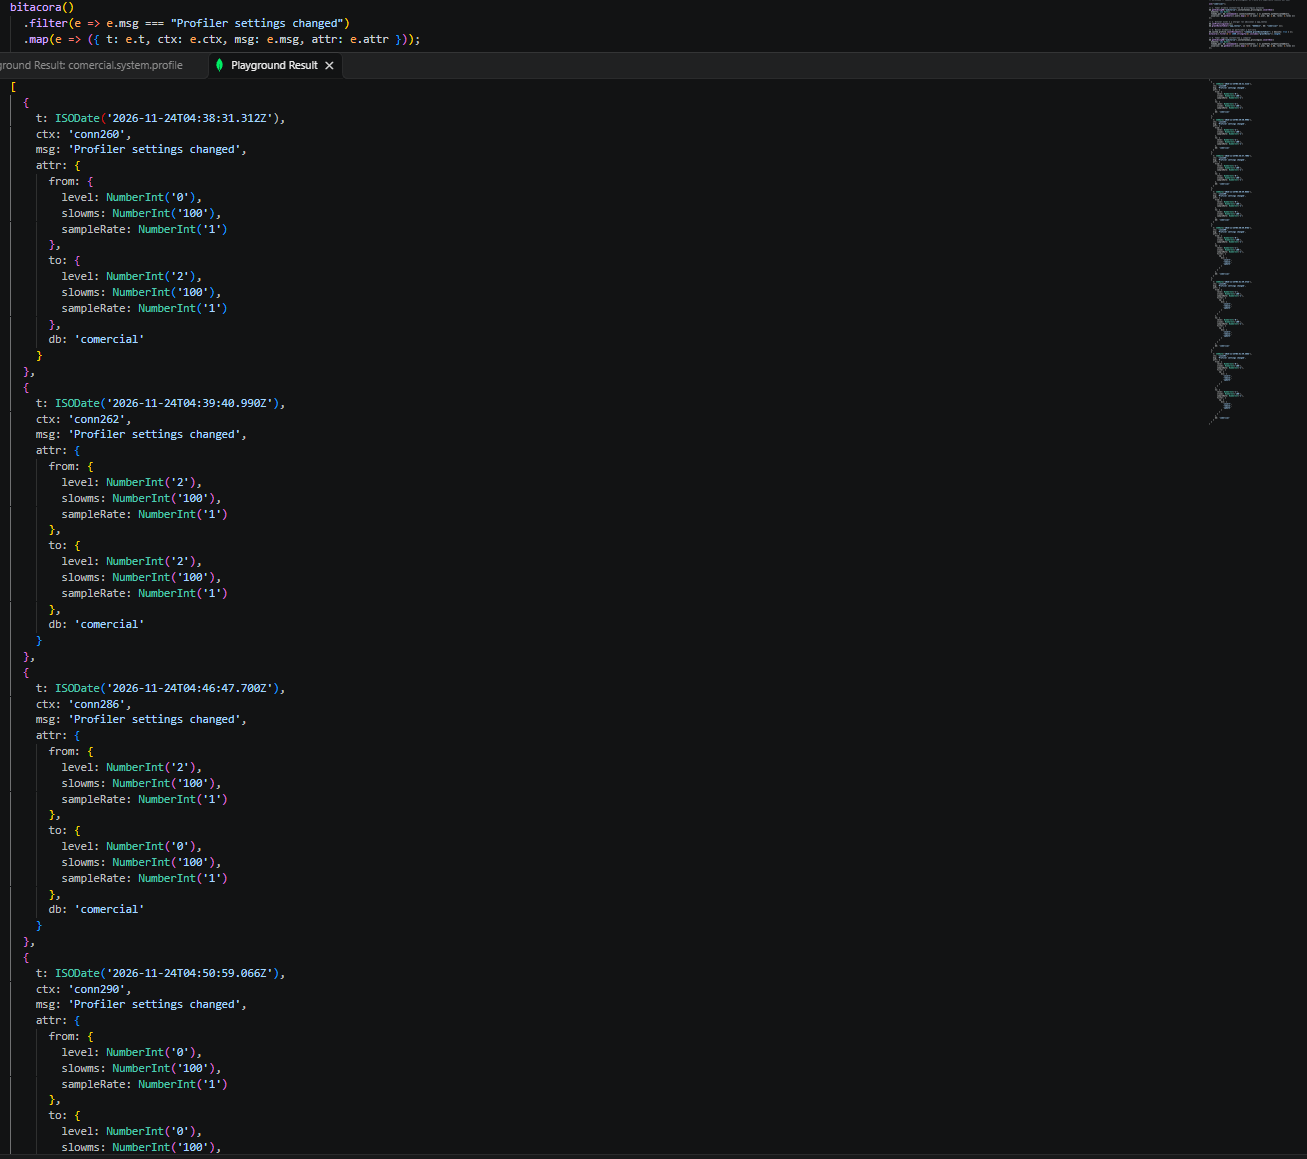 bitacora()
  .filter(e => e.msg === "Profiler settings changed")
  .map(e => ({ t: e.t, ctx: e.ctx, msg: e.msg, attr: e.attr }));
ground Result: comercial.system.profile
Playground Result ×
[
  {
    t: ISODate('2026-11-24T04:38:31.312Z'),
    ctx: 'conn260',
    msg: 'Profiler settings changed',
    attr: {
      from: {
        level: NumberInt('0'),
        slowms: NumberInt('100'),
        sampleRate: NumberInt('1')
      },
      to: {
        level: NumberInt('2'),
        slowms: NumberInt('100'),
        sampleRate: NumberInt('1')
      },
      db: 'comercial'
    }
  },
  {
    t: ISODate('2026-11-24T04:39:40.990Z'),
    ctx: 'conn262',
    msg: 'Profiler settings changed',
    attr: {
      from: {
        level: NumberInt('2'),
        slowms: NumberInt('100'),
        sampleRate: NumberInt('1')
      },
      to: {
        level: NumberInt('2'),
        slowms: NumberInt('100'),
        sampleRate: NumberInt('1')
      },
      db: 'comercial'
    }
  },
  {
    t: ISODate('2026-11-24T04:46:47.700Z'),
    ctx: 'conn286',
    msg: 'Profiler settings changed',
    attr: {
      from: {
        level: NumberInt('2'),
        slowms: NumberInt('100'),
        sampleRate: NumberInt('1')
      },
      to: {
        level: NumberInt('0'),
        slowms: NumberInt('100'),
        sampleRate: NumberInt('1')
      },
      db: 'comercial'
    }
  },
  {
    t: ISODate('2026-11-24T04:50:59.066Z'),
    ctx: 'conn290',
    msg: 'Profiler settings changed',
    attr: {
      from: {
        level: NumberInt('0'),
        slowms: NumberInt('100'),
        sampleRate: NumberInt('1')
      },
      to: {
        level: NumberInt('0'),
        slowms: NumberInt('100'),